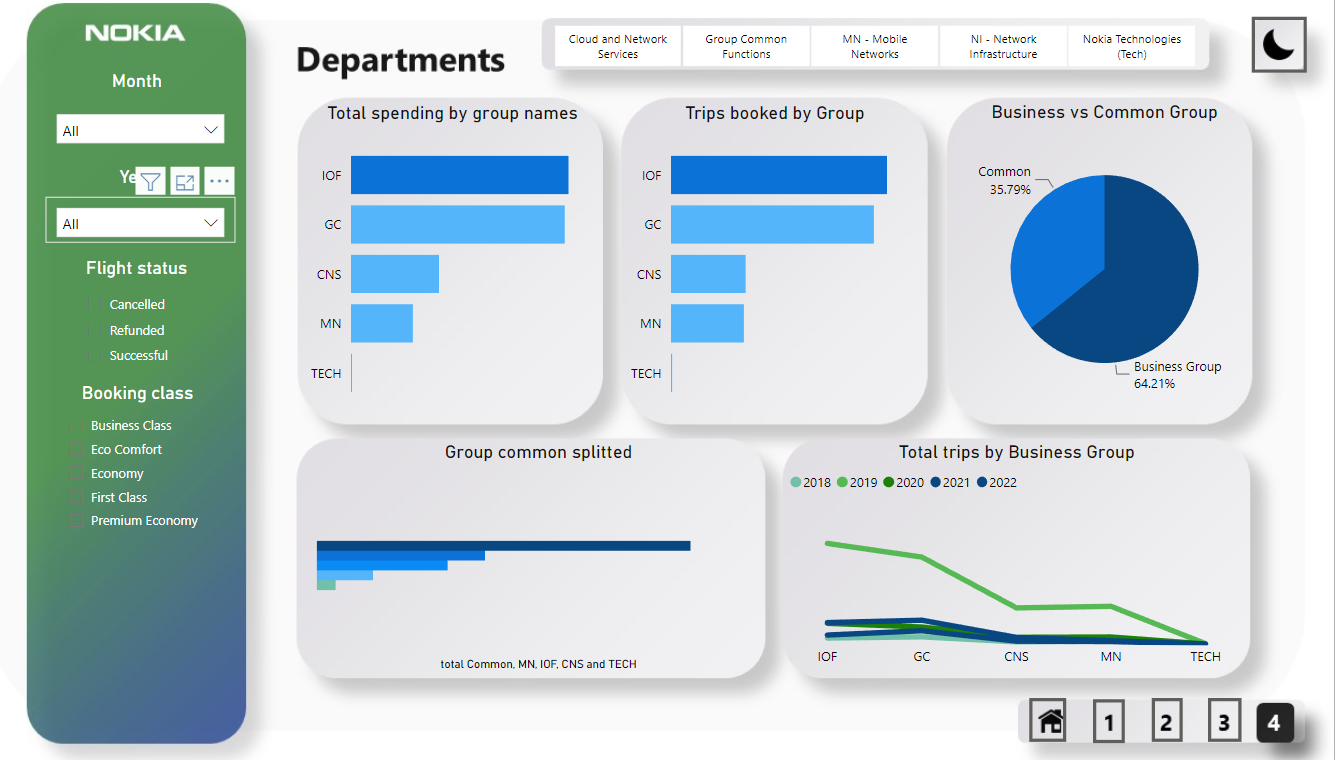 NOKIA
Month
All
Ye
All
Flight status
Cancelled
Refunded
Successful
Booking class
Business Class
Eco Comfort
Economy
First Class
Premium Economy
Departments
Cloud and Network
Services
Group Common
Functions
MN - Mobile
Networks
NI - Network
Infrastructure
Nokia Technologies
(Tech)
Total spending by group names
IOF
GC
CNS
MN
TECH
Trips booked by Group
IOF
GC
CNS
MN
TECH
Business vs Common Group
Common
35.79%
Business Group
64.21%
Group common splitted
total Common, MN, IOF, CNS and TECH
Total trips by Business Group
2018 2019 2020 2021 2022
IOF GC CNS MN TECH
1 2 3 4